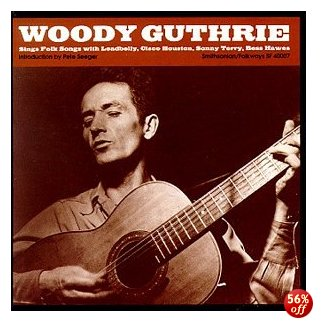 WOODY GUTHRIE
Sings Folk Songs with Leadbelly, Cisco Houston, Sonny Terry, Bess Hawes
Introduction by Pete Seeger Smithsonian/Folkways SF 40007
56%
off